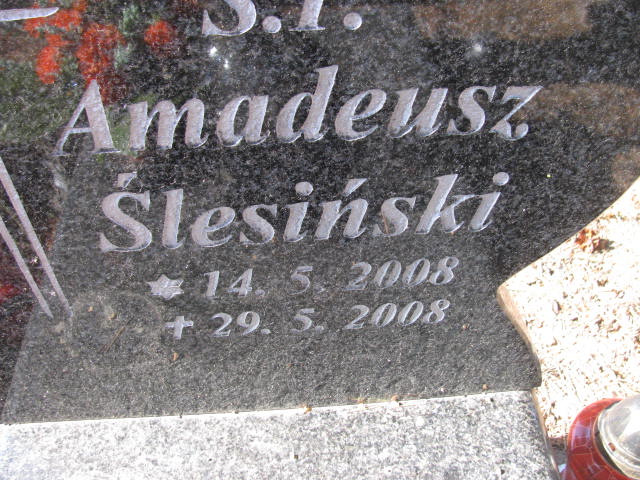 Ś.P.
Amadeusz
Ślesiński
14. 5. 2008
29. 5. 2008